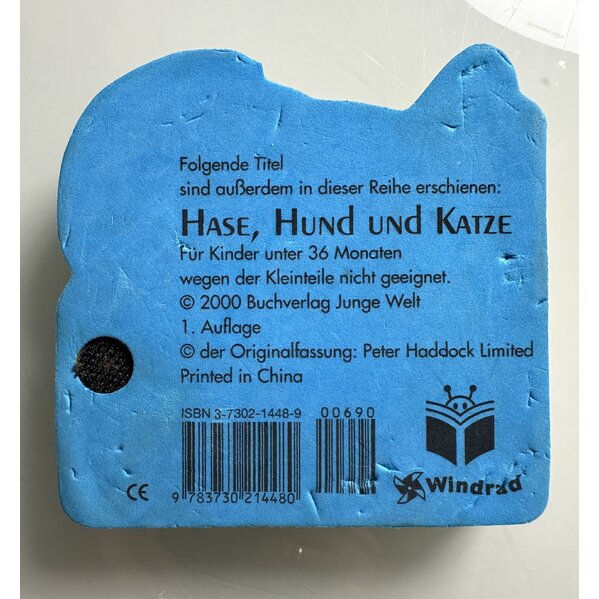 Folgende Titel
sind außerdem in dieser Reihe erschienen:
HASE, HUND UND KATZE
Für Kinder unter 36 Monaten
wegen der Kleinteile nicht geeignet.
© 2000 Buchverlag Junge Welt
1. Auflage
© der Originalfassung: Peter Haddock Limited
Printed in China
ISBN 3-7302-1448-9 00690
CE 9 783730 214480
Windrad